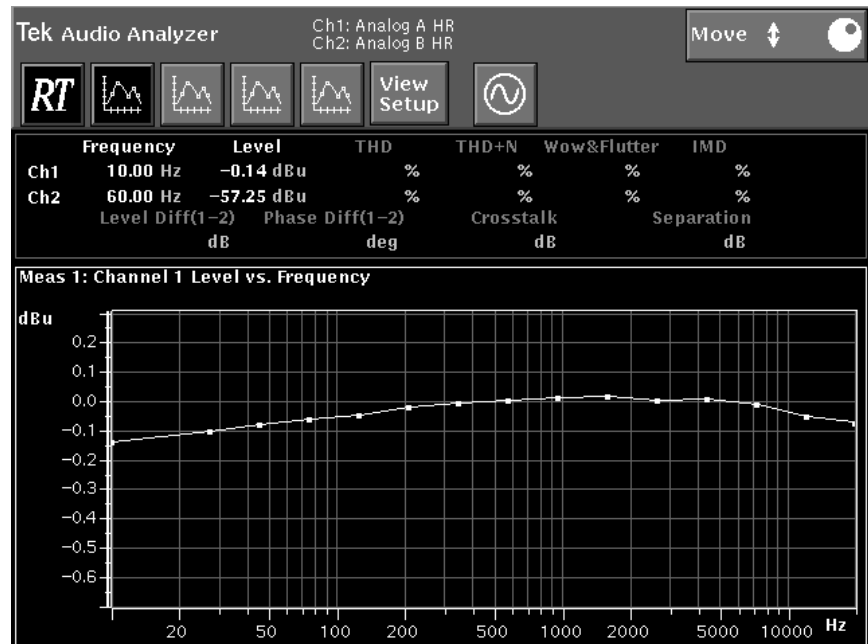 Tek Audio Analyzer
Ch1: Analog A HR
Ch2: Analog B HR
Move
RT
View
Setup
Frequency Level THD THD+N Wow&Flutter IMD
Ch1 10.00 Hz −0.14 dBu % % % %
Ch2 60.00 Hz −57.25 dBu % % % %
Level Diff(1−2) Phase Diff(1−2) Crosstalk Separation
dB deg dB dB
Meas 1: Channel 1 Level vs. Frequency
dBu
0.2
0.1
0.0
−0.1
−0.2
−0.3
−0.4
−0.5
−0.6
20 50 100 200 500 1000 2000 5000 10000 Hz